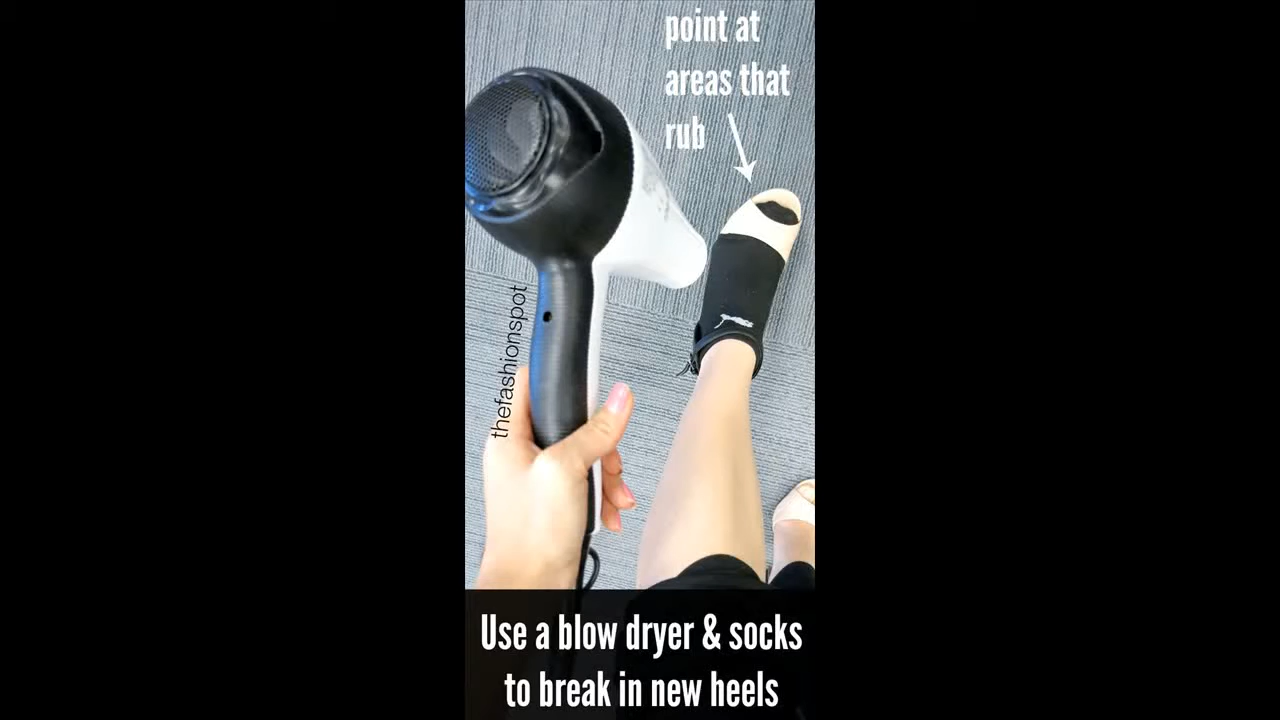 point at
areas that
rub
thefashionspot
Use a blow dryer & socks
to break in new heels